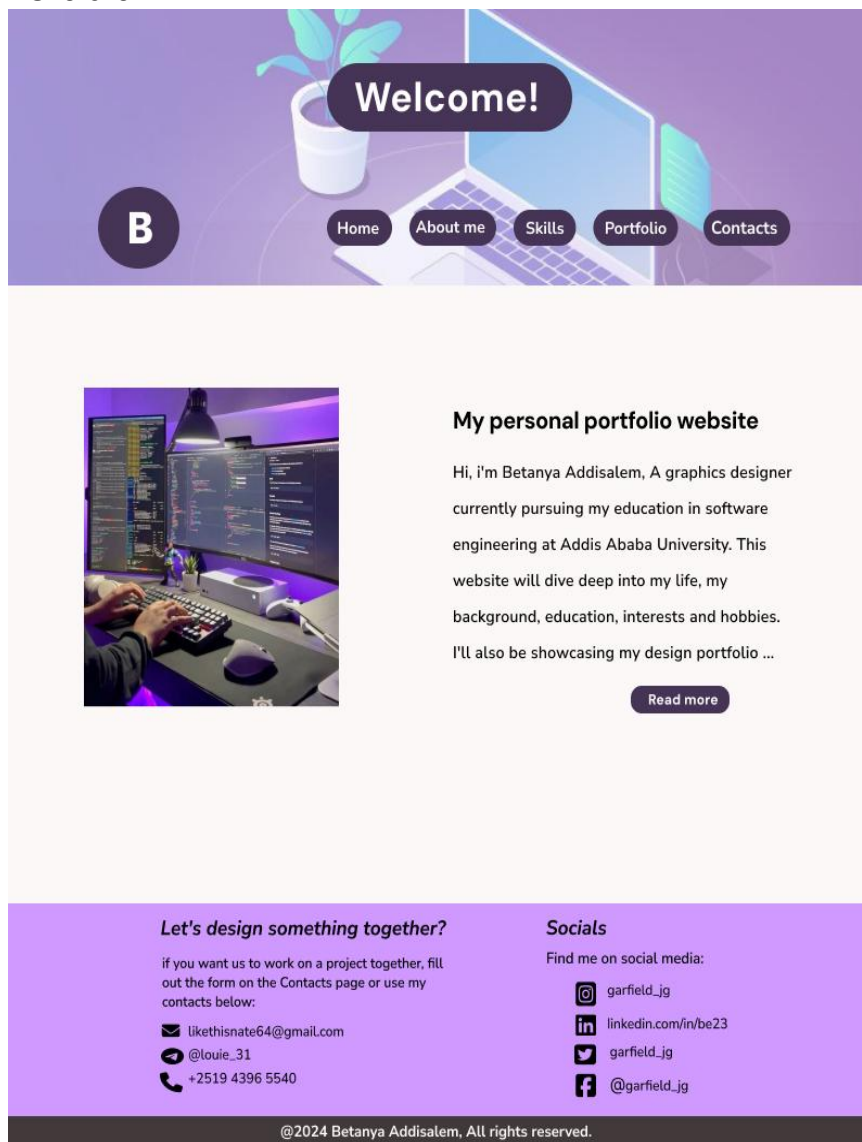 Welcome!
B
Home
About me
Skills
Portfolio
Contacts
My personal portfolio website
Hi, i'm Betanya Addisalem, A graphics designer
currently pursuing my education in software
engineering at Addis Ababa University. This
website will dive deep into my life, my
background, education, interests and hobbies.
I'll also be showcasing my design portfolio ...
Read more
Let's design something together?
if you want us to work on a project together, fill
out the form on the Contacts page or use my
contacts below:
likethisnate64@gmail.com
@louie_31
+2519 4396 5540
Socials
Find me on social media:
garfield_jg
linkedin.com/in/be23
garfield_jg
@garfield_jg
@2024 Betanya Addisalem, All rights reserved.